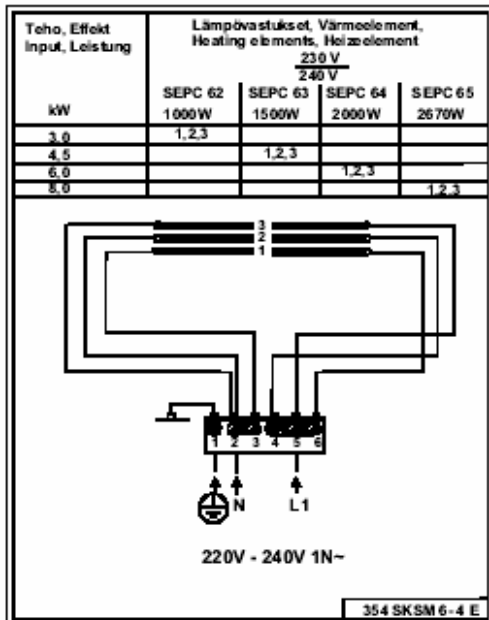 Teho, Effekt
Input, Leistung
kW
Lämpövastukset, Värmeelement,
Heating elements, Heizeelement
230 V
240 V
SEPC 62 SEPC 63 SEPC 64 SEPC 65
1000W 1500W 2000W 2670W
3,0 1,2,3
4,5 1,2,3
6,0 1,2,3
8,0 1,2,3
3
2
1
1 2 3 4 5 6
N L1
220V - 240V 1N~
354 SKSM 6-4 E